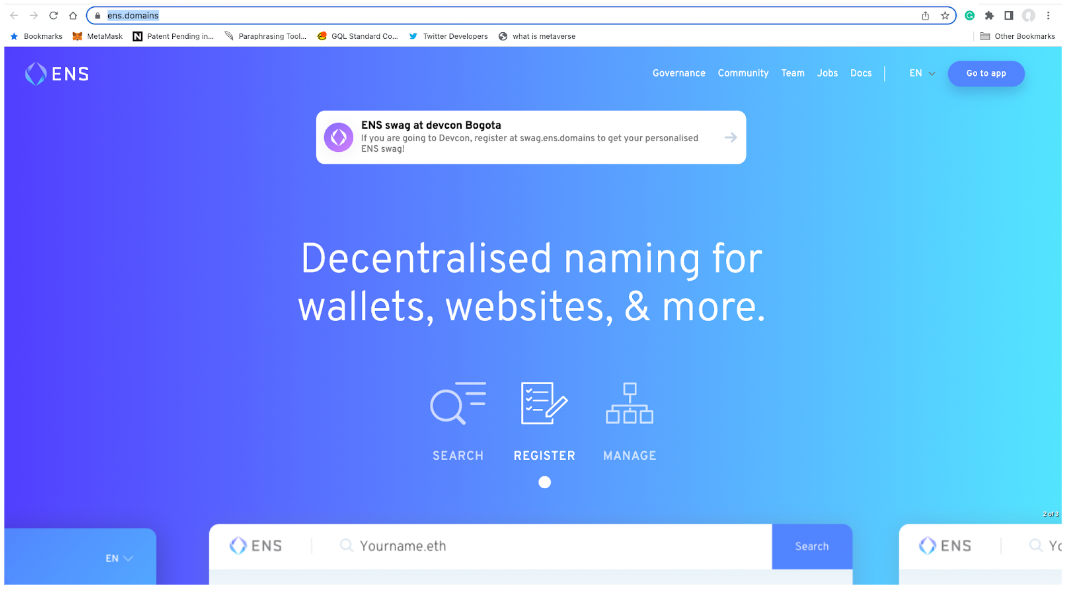 ens.domains
Bookmarks MetaMask Patent Pending in... Paraphrasing Tool... GQL Standard Co... Twitter Developers what is metaverse Other Bookmarks
ENS Governance Community Team Jobs Docs EN Go to app
ENS swag at devcon Bogota
If you are going to Devcon, register at swag.ens.domains to get your personalised
ENS swag!
Decentralised naming for
wallets, websites, & more.
SEARCH REGISTER MANAGE
2 of 3
EN ENS Yourname.eth Search ENS Yo